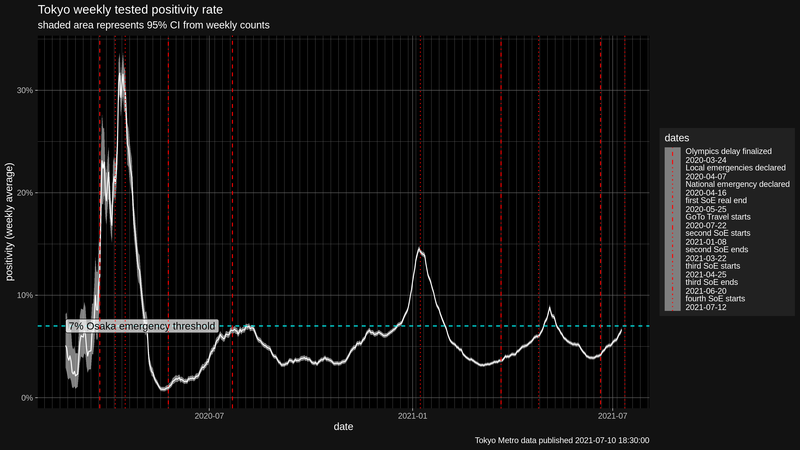 Tokyo weekly tested positivity rate
shaded area represents 95% CI from weekly counts
positivity (weekly average)
30%
20%
10%
0%
7% Osaka emergency threshold
2020-07
2021-01
2021-07
date
dates
Olympics delay finalized
2020-03-24
Local emergencies declared
2020-04-07
National emergency declared
2020-04-16
first SoE real end
2020-05-25
GoTo Travel starts
2020-07-22
second SoE starts
2021-01-08
second SoE ends
2021-03-22
third SoE starts
2021-04-25
third SoE ends
2021-06-20
fourth SoE starts
2021-07-12
Tokyo Metro data published 2021-07-10 18:30:00